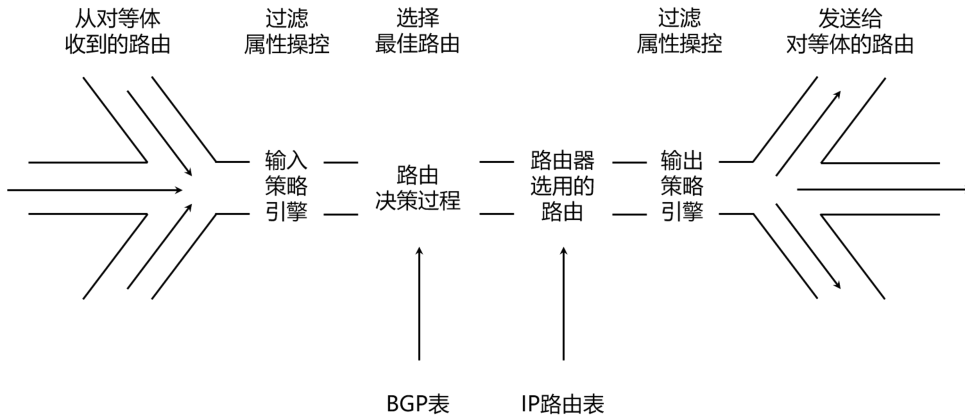 从对等体
收到的路由
过滤
属性操控
选择
最佳路由
过滤
属性操控
发送给
对等体的路由
输入
策略
引擎
路由
决策过程
路由器
选用的
路由
输出
策略
引擎
BGP表
IP路由表